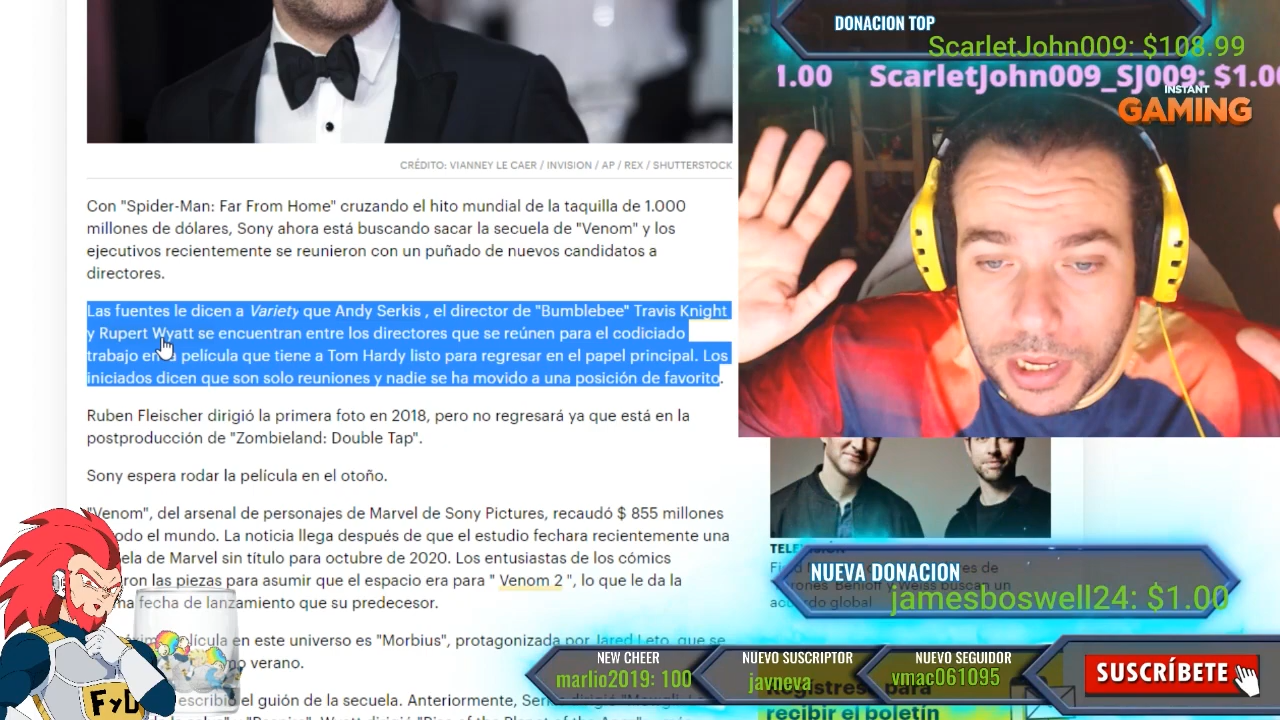 DONACION TOP
ScarletJohn009: $108.99
1.00 ScarletJohn009_SJ009: $1.0
INSTANT
GAMING
CRÉDITO: VIANNEY LE CAER / INVISION / AP / REX / SHUTTERSTOCK
Con "Spider-Man: Far From Home" cruzando el hito mundial de la taquilla de 1.000
millones de dólares, Sony ahora está buscando sacar la secuela de "Venom" y los
ejecutivos recientemente se reunieron con un puñado de nuevos candidatos a
directores.
Las fuentes le dicen a Variety que Andy Serkis , el director de "Bumblebee" Travis Knight
y Rupert Wyatt se encuentran entre los directores que se reúnen para el codiciado
trabajo en película que tiene a Tom Hardy listo para regresar en el papel principal. Los
iniciados dicen que son solo reuniones y nadie se ha movido a una posición de favorito.
Ruben Fleischer dirigió la primera foto en 2018, pero no regresará ya que está en la
postproducción de "Zombieland: Double Tap".
Sony espera rodar la película en el otoño.
"Venom", del arsenal de personajes de Marvel de Sony Pictures, recaudó $ 855 millones
odo el mundo. La noticia llega después de que el estudio fechara recientemente una
ela de Marvel sin título para octubre de 2020. Los entusiastas de los cómics
ron las piezas para asumir que el espacio era para " Venom 2 ", lo que le da la
ma fecha de lanzamiento que su predecesor.
lícula en este universo es "Morbius", protagonizada por Jared Leto, que se
mo verano.
escribió el guión de la secuela. Anteriormente,
NUEVA DONACION
jamesboswell24: $1.00
NEW CHEER
marlio2019: 100
NUEVO SUSCRIPTOR
javneva
NUEVO SEGUIDOR
vmac061095
SUSCRÍBETE
Regístrese para
recibir el boletín
FyD